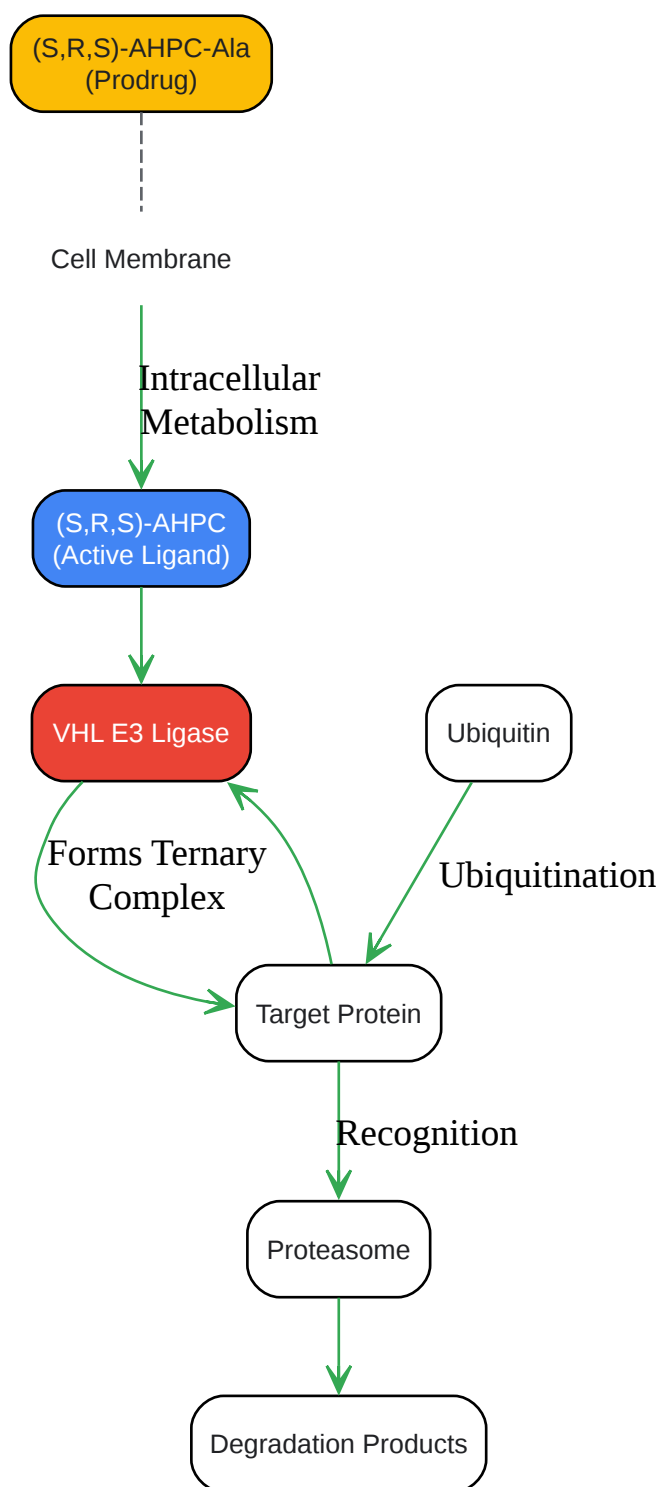 (S,R,S)-AHPC-Ala
(Prodrug)
Cell Membrane
Intracellular
Metabolism
(S,R,S)-AHPC
(Active Ligand)
VHL E3 Ligase
Ubiquitin
Forms Ternary
Complex
Ubiquitination
Target Protein
Recognition
Proteasome
Degradation Products